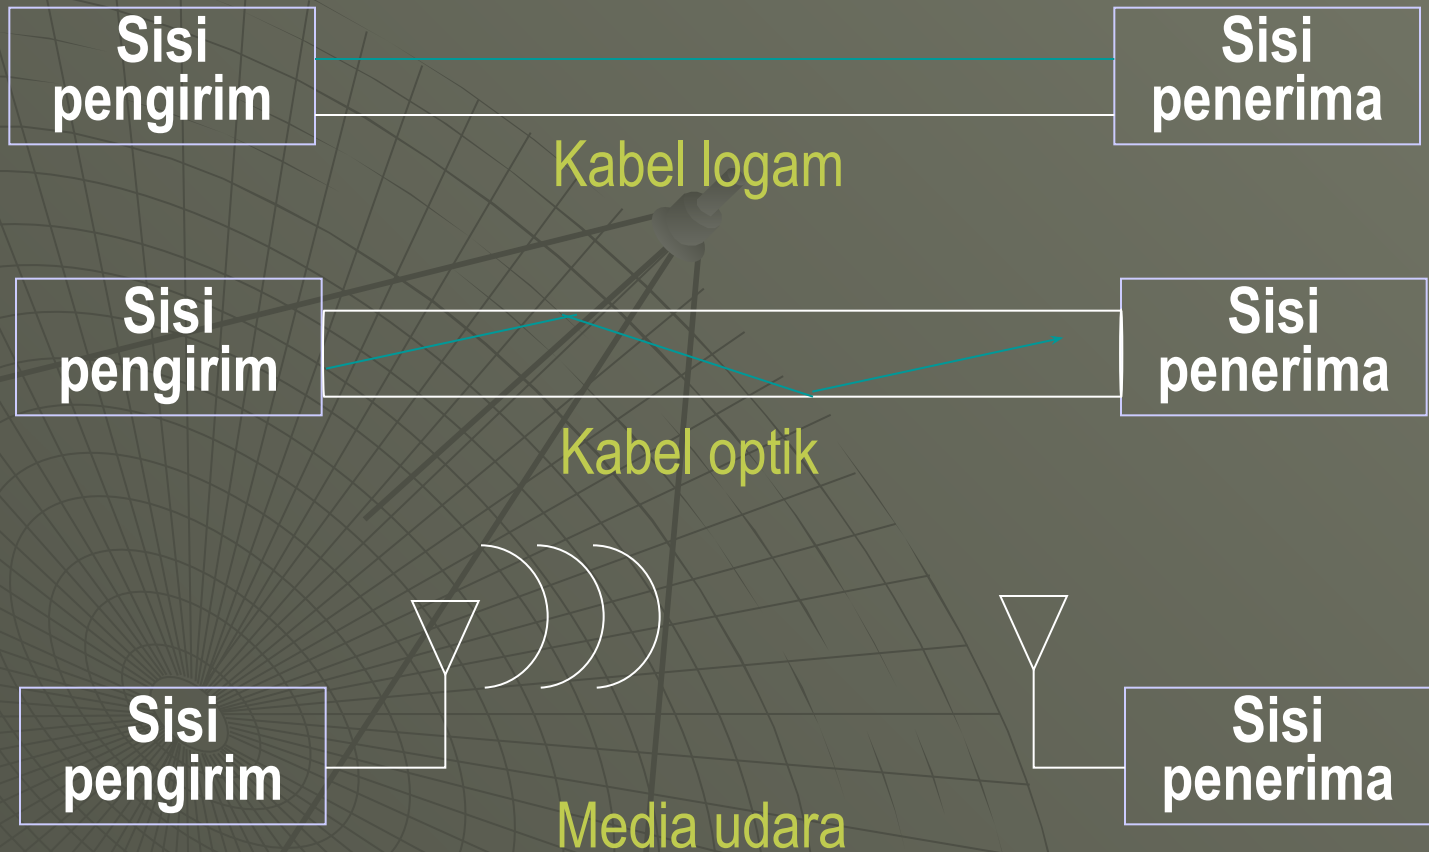 Sisi
pengirim
Sisi
penerima
Kabel logam
Sisi
pengirim
Sisi
penerima
Kabel optik
Sisi
pengirim
Sisi
penerima
Media udara